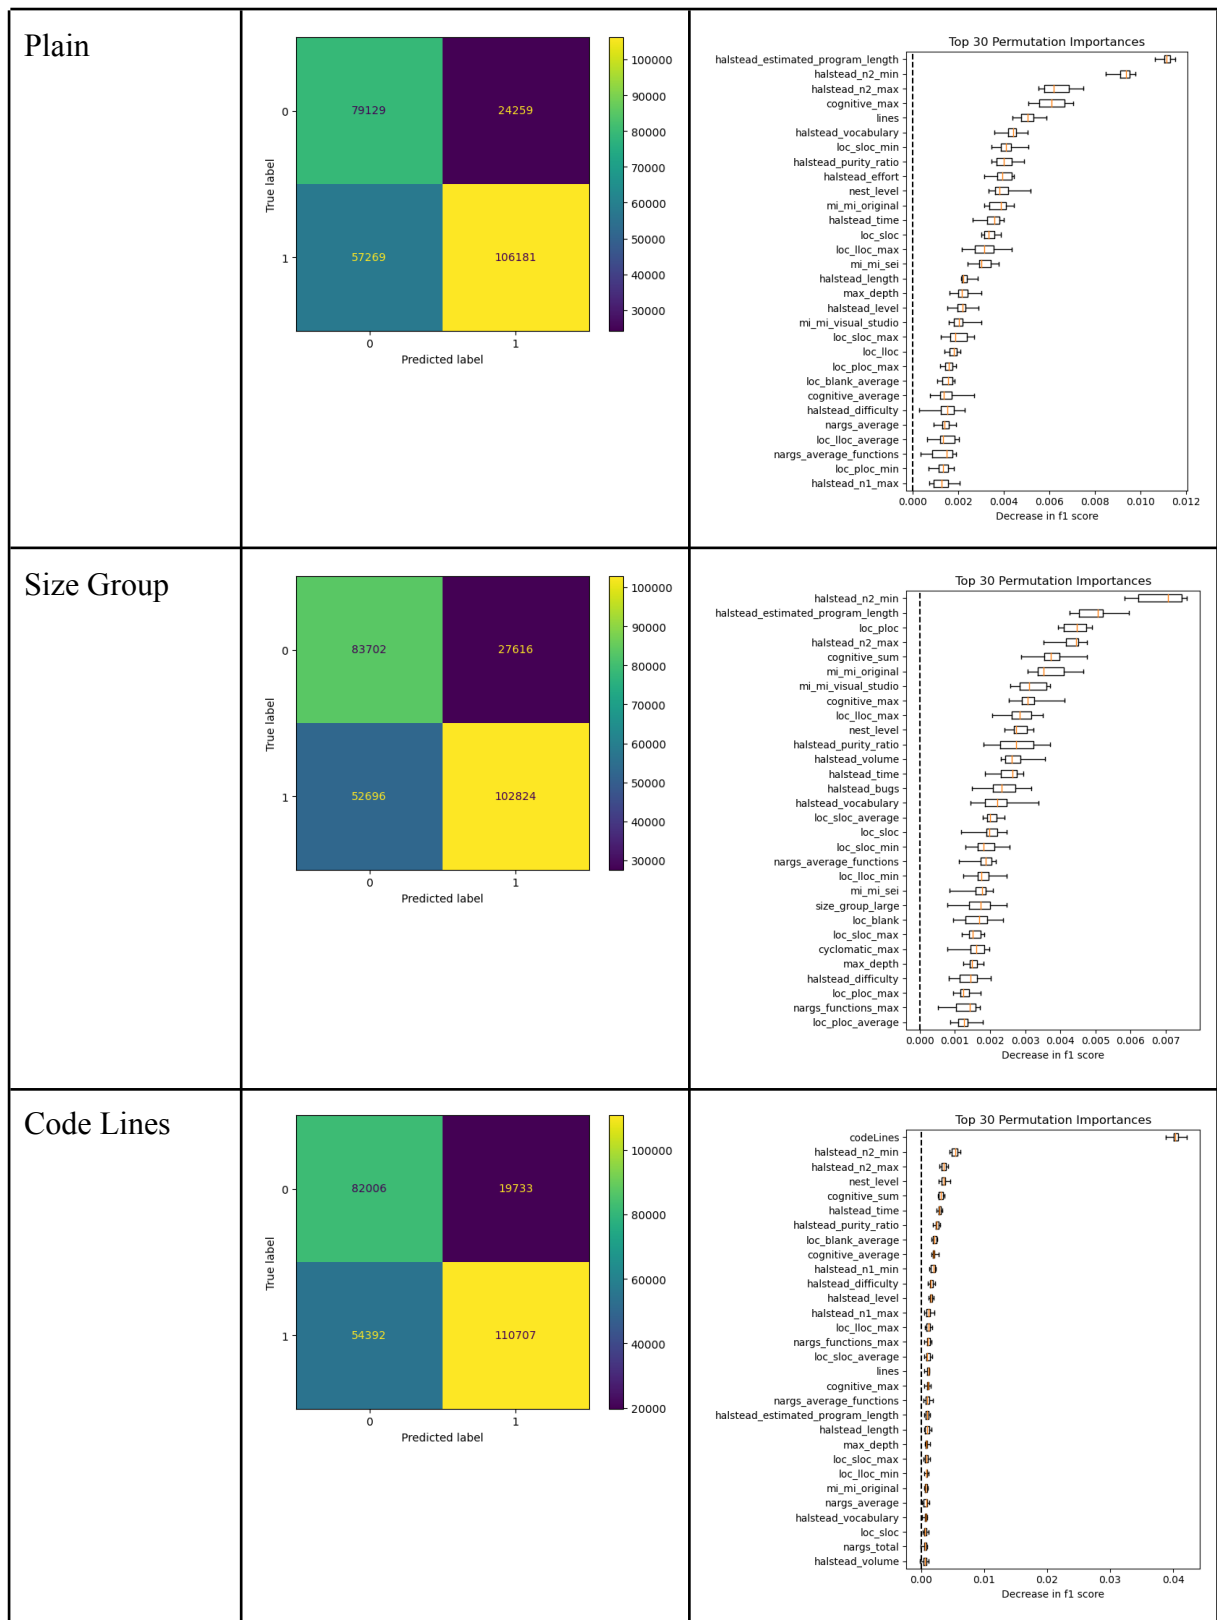 Plain
0
1
True label
79129
24259
57269
106181
0
1
Predicted label
100000
90000
80000
70000
60000
50000
40000
30000
Top 30 Permutation Importances
halstead_estimated_program_length
halstead_n2_min
halstead_n2_max
cognitive_max
lines
halstead_vocabulary
loc_sloc_min
halstead_purity_ratio
halstead_effort
nest_level
mi_mi_original
halstead_time
loc_sloc
loc_lloc_max
mi_mi_sei
halstead_length
max_depth
halstead_level
mi_mi_visual_studio
loc_sloc_max
loc_lloc
loc_ploc_max
loc_blank_average
cognitive_average
halstead_difficulty
nargs_average
loc_lloc_average
nargs_average_functions
loc_ploc_min
halstead_n1_max
0.000 0.002 0.004 0.006 0.008 0.010 0.012
Decrease in f1 score
Size Group
0
1
True label
83702
27616
52696
102824
0
1
Predicted label
100000
90000
80000
70000
60000
50000
40000
30000
Top 30 Permutation Importances
halstead_n2_min
halstead_estimated_program_length
loc_ploc
halstead_n2_max
cognitive_sum
mi_mi_original
mi_mi_visual_studio
cognitive_max
loc_lloc_max
nest_level
halstead_purity_ratio
halstead_volume
halstead_time
halstead_bugs
halstead_vocabulary
loc_sloc_average
loc_sloc
loc_sloc_min
nargs_average_functions
loc_lloc_min
mi_mi_sei
size_group_large
loc_blank
loc_sloc_max
cyclomatic_max
max_depth
halstead_difficulty
loc_ploc_max
nargs_functions_max
loc_ploc_average
0.000 0.001 0.002 0.003 0.004 0.005 0.006 0.007
Decrease in f1 score
Code Lines
0
1
True label
82006
19733
54392
110707
0
1
Predicted label
100000
80000
60000
40000
20000
Top 30 Permutation Importances
codeLines
halstead_n2_min
halstead_n2_max
nest_level
cognitive_sum
halstead_time
halstead_purity_ratio
loc_blank_average
cognitive_average
halstead_n1_min
halstead_difficulty
halstead_level
halstead_n1_max
loc_lloc_max
nargs_functions_max
loc_sloc_average
lines
cognitive_max
nargs_average_functions
halstead_estimated_program_length
halstead_length
max_depth
loc_sloc_max
loc_lloc_min
mi_mi_original
nargs_average
halstead_vocabulary
loc_sloc
nargs_total
halstead_volume
0.00 0.01 0.02 0.03 0.04
Decrease in f1 score